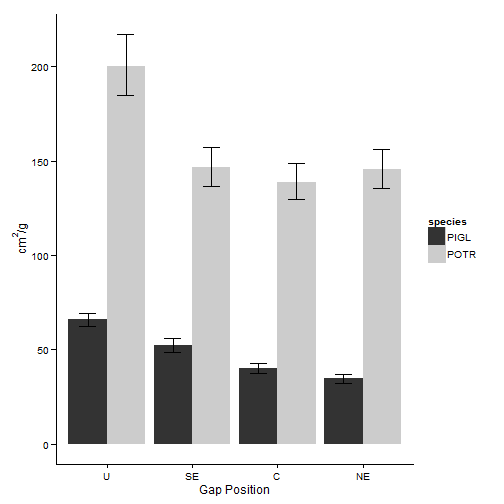 200
150
100
50
0
cm²/g
U SE C NE
Gap Position
species
PIGL
POTR